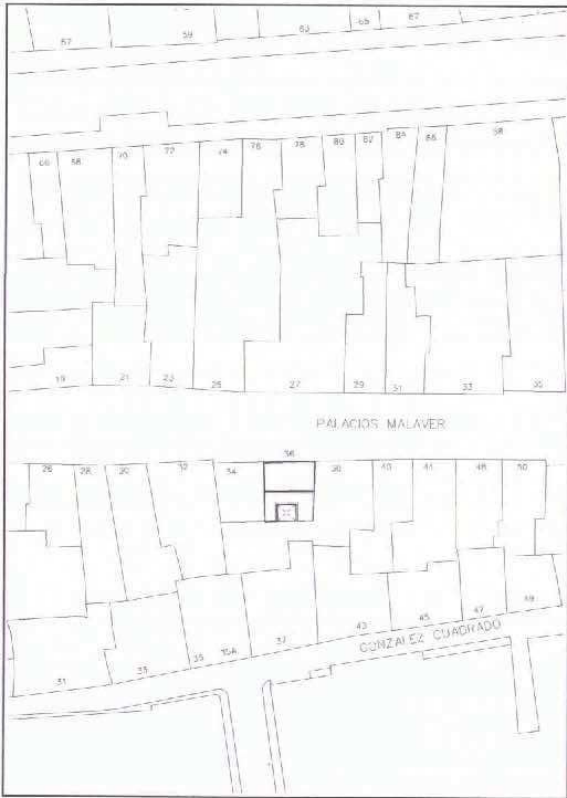 57 59 63 65 67
66 68 70 72 74 76 78 80 82 84 86 88
19 21 23 25 27 29 31 33 35
PALACIOS MALAVER
36
26 28 30 32 34 38 40 44 48 50
31 33 35 35A 37 43 45 47 49
GONZALEZ CUADRADO